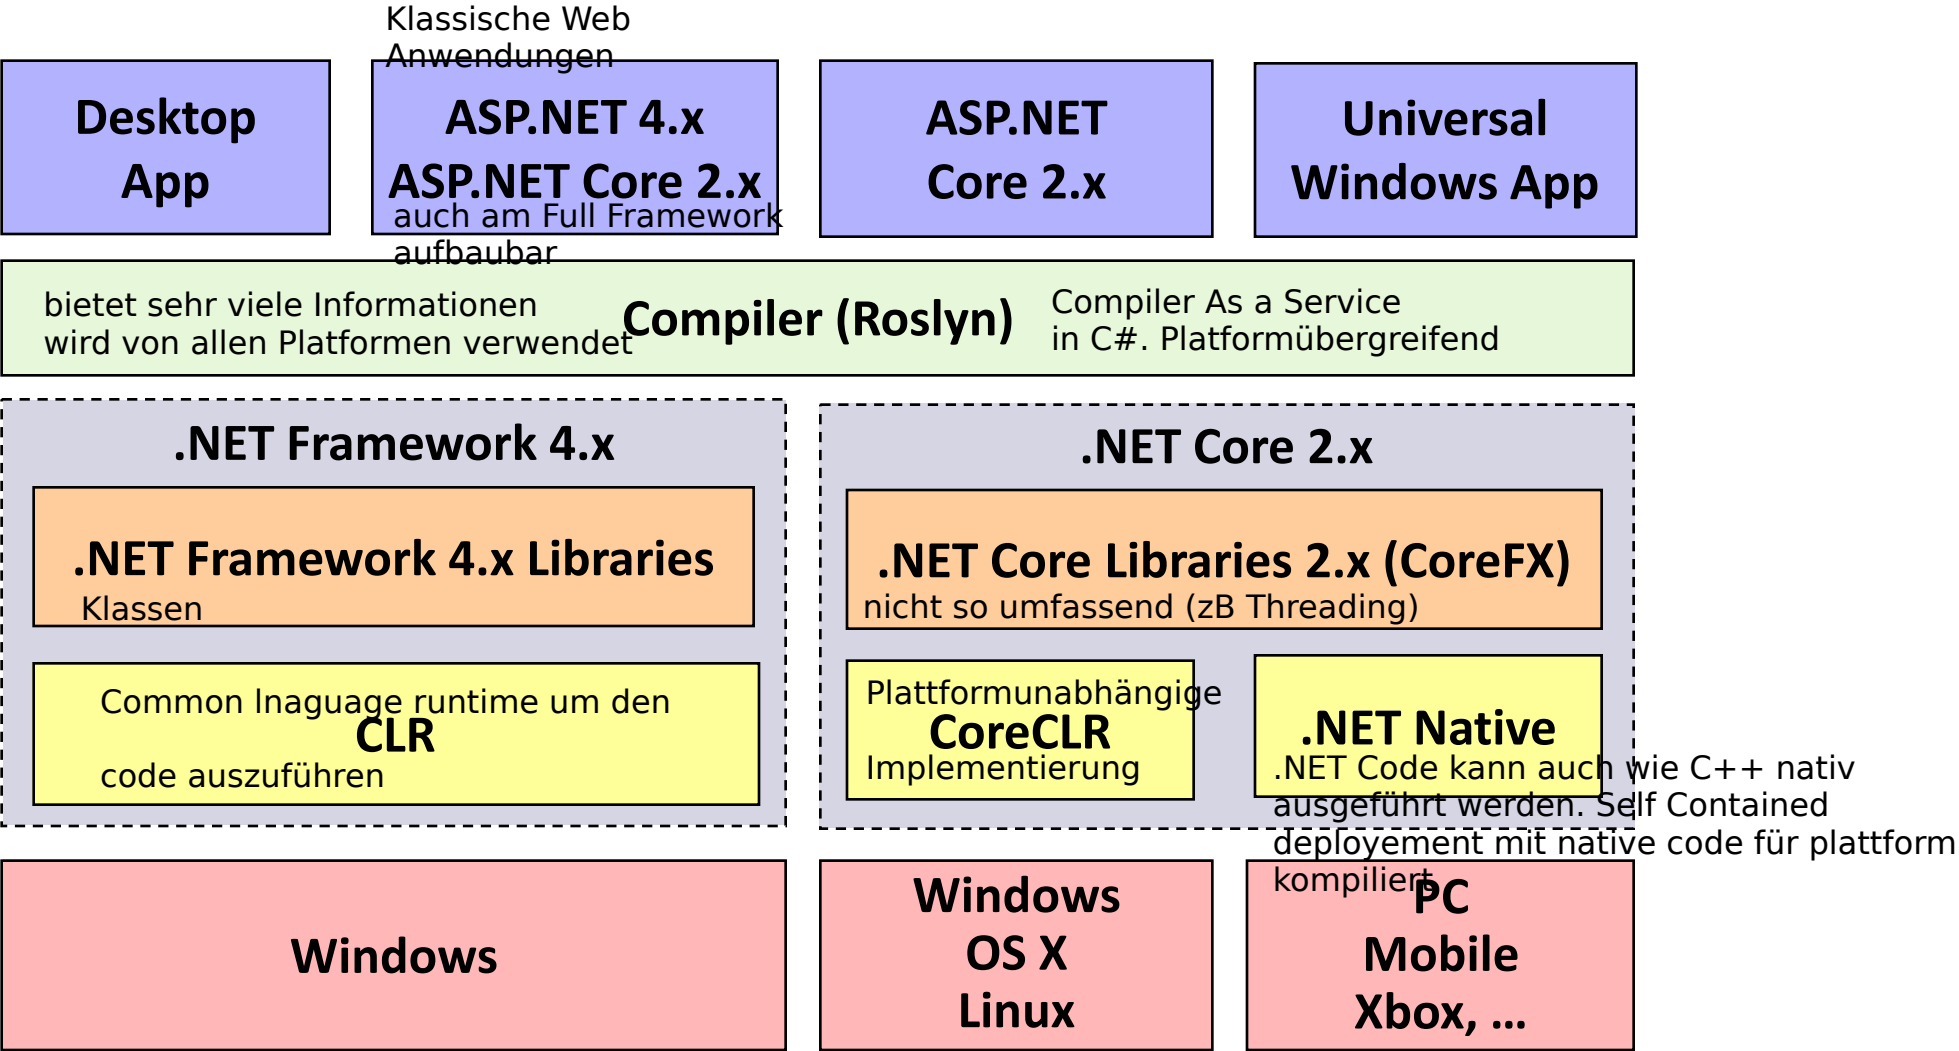 Klassische Web
Anwendungen
Desktop
App
ASP.NET 4.x
ASP.NET Core 2.x
auch am Full Framework
aufbaubar
ASP.NET
Core 2.x
Universal
Windows App
bietet sehr viele Informationen
wird von allen Platformen verwendet
Compiler (Roslyn)
Compiler As a Service
in C#. Platformübergreifend
.NET Framework 4.x
.NET Framework 4.x Libraries
Klassen
Common lnaguage runtime um den
CLR
code auszuführen
.NET Core 2.x
.NET Core Libraries 2.x (CoreFX)
nicht so umfassend (zB Threading)
Plattformunabhängige
CoreCLR
Implementierung
.NET Native
.NET Code kann auch wie C++ nativ
ausgeführt werden. Self Contained
deployement mit native code für plattform
kompiliert
Windows
Windows
OS X
Linux
PC
Mobile
Xbox, ...